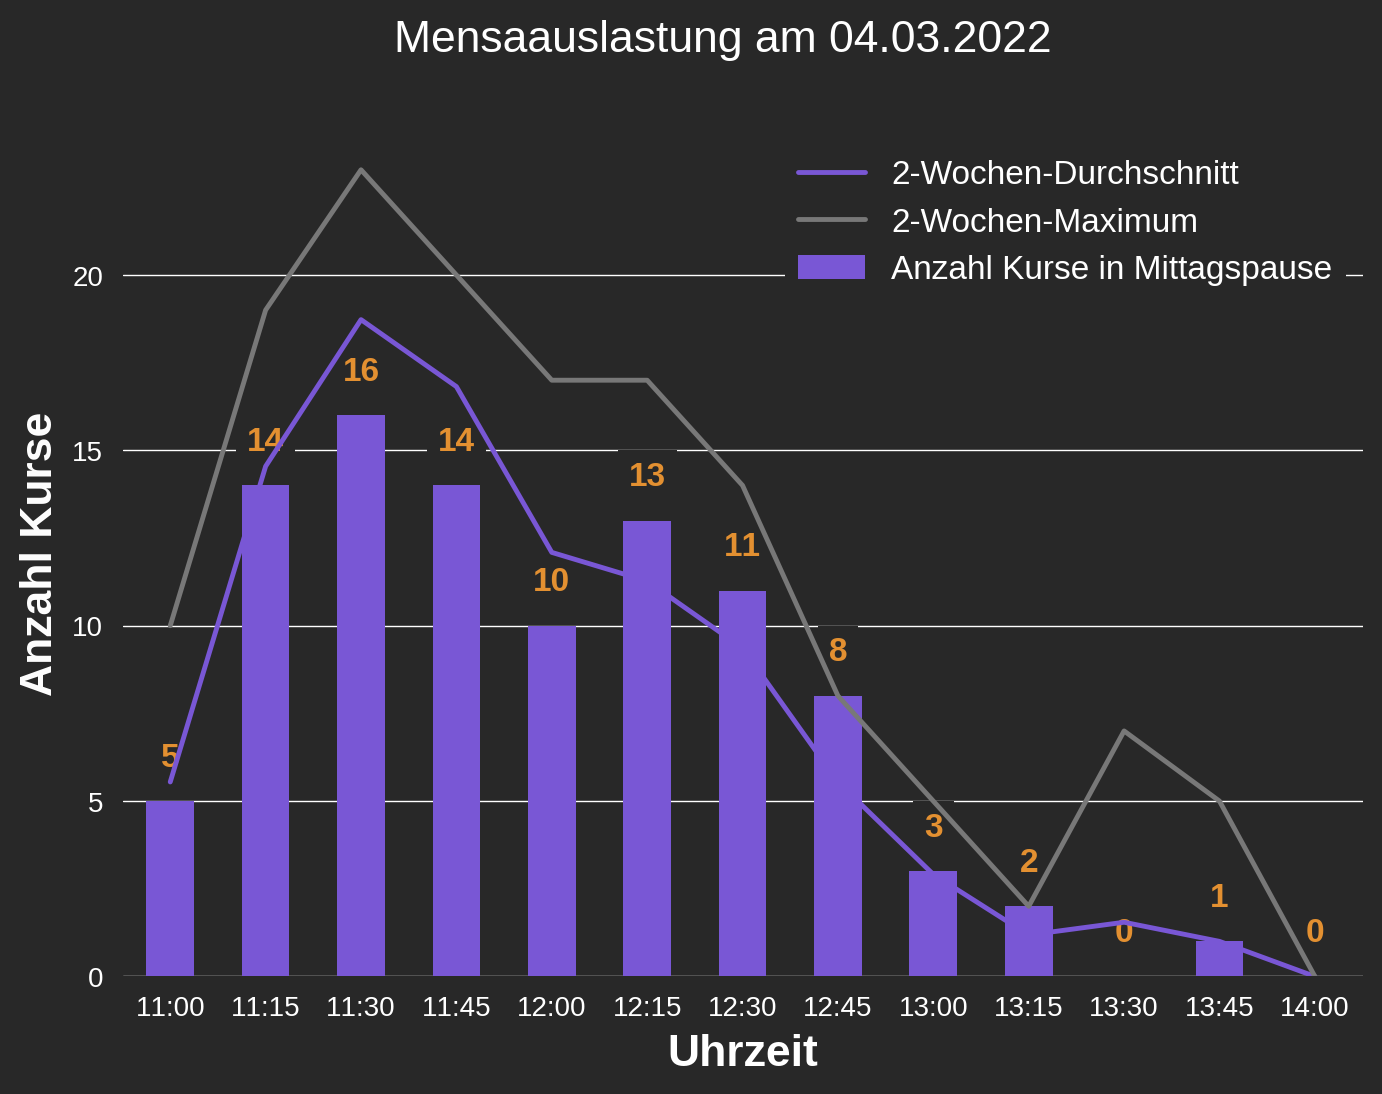 Mensaauslastung am 04.03.2022
2-Wochen-Durchschnitt
2-Wochen-Maximum
Anzahl Kurse in Mittagspause
Anzahl Kurse
20
15
10
5
0
5
14
16
14
10
13
11
8
3
2
0
1
0
11:00 11:15 11:30 11:45 12:00 12:15 12:30 12:45 13:00 13:15 13:30 13:45 14:00
Uhrzeit